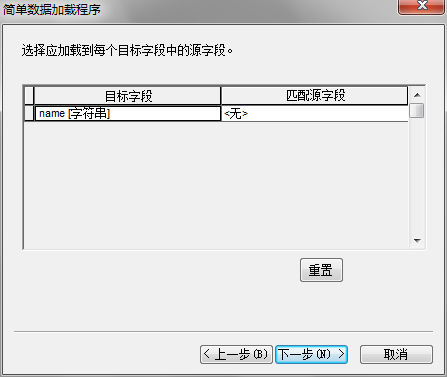 简单数据加载程序
选择应加载到每个目标字段中的源字段。
目标字段 匹配源字段
name [字符串] <无>
重置
< 上一步(B) 下一步(N) > 取消